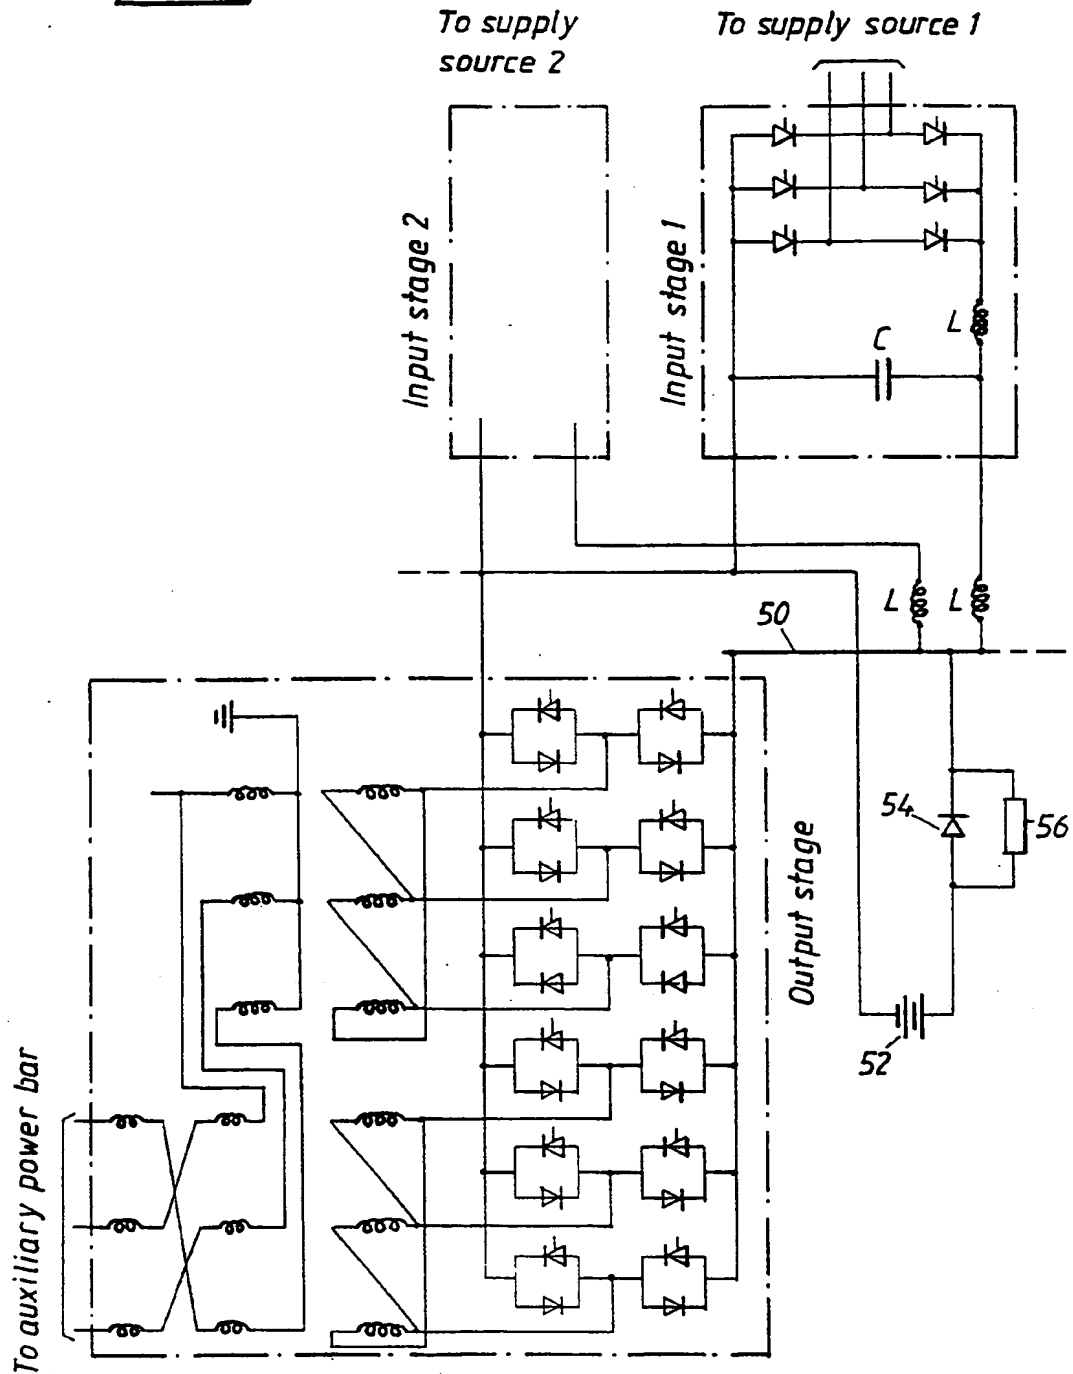 To supply
source 2
To supply source 1
Input stage 2
Input stage 1
L
C
L
L
50
54
56
Output stage
52
To auxiliary power bar